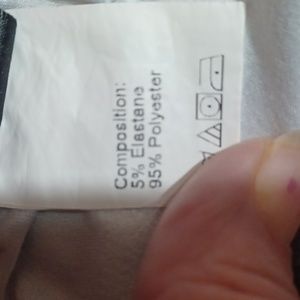 Composition:
5% Elastane
95% Polyester